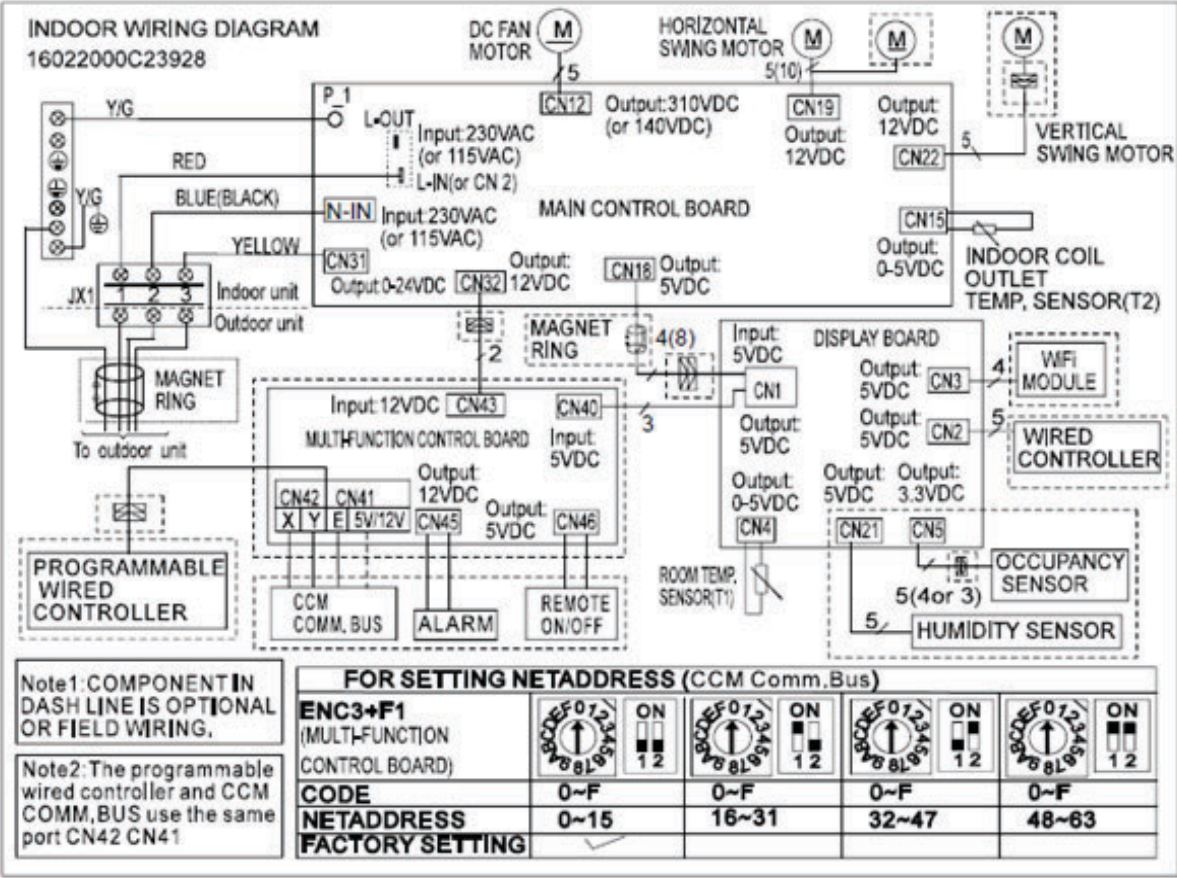 INDOOR WIRING DIAGRAM
16022000C23928
DC FAN
MOTOR
M
5
HORIZONTAL
SWING MOTOR
M
5(10)
M
M
VERTICAL
SWING MOTOR
5
Y/G
P_1
L-OUT
Input:230VAC
(or 115VAC)
L-IN(or CN 2)
CN12
Output:310VDC
(or 140VDC)
CN19
Output:
12VDC
Output:
12VDC
CN22
RED
Y/G
BLUE(BLACK)
N-IN
Input:230VAC
(or 115VAC)
MAIN CONTROL BOARD
CN15
Output:
0-5VDC
INDOOR COIL
OUTLET
TEMP, SENSOR(T2)
YELLOW
CN31
Output:0-24VDC
CN32
Output:
12VDC
CN18
Output:
5VDC
JX1
1 2 3
Indoor unit
Outdoor unit
MAGNET
RING
To outdoor unit
2
MAGNET
RING
4(8)
3
Input:
5VDC
DISPLAY BOARD
CN1
Output:
5VDC
Output:
5VDC
CN3
4
WiFi
MODULE
Output:
5VDC
CN2
5
WIRED
CONTROLLER
Output:
0-5VDC
CN4
Output:
5VDC
CN21
Output:
3.3VDC
CN5
ROOM TEMP.
SENSOR(T1)
OCCUPANCY
SENSOR
5(4or 3)
5
HUMIDITY SENSOR
Input:12VDC
CN43
CN40
Input:
5VDC
MULTI-FUNCTION CONTROL BOARD
Output:
12VDC
CN42 CN41
X Y E 5V/12V
CN45
Output:
5VDC
CN46
PROGRAMMABLE
WIRED
CONTROLLER
CCM
COMM. BUS
ALARM
REMOTE
ON/OFF
Note1:COMPONENT IN
DASH LINE IS OPTIONAL
OR FIELD WIRING.
Note2:The programmable
wired controller and CCM
COMM,BUS use the same
port CN42 CN41
FOR SETTING NETADDRESS (CCM Comm.Bus)
ENC3+F1
(MULTI-FUNCTION
CONTROL BOARD)
0123456789ABCDEF
ON
1 2
0123456789ABCDEF
ON
1 2
0123456789ABCDEF
ON
1 2
0123456789ABCDEF
ON
1 2
CODE 0~F 0~F 0~F 0~F
NETADDRESS 0~15 16~31 32~47 48~63
FACTORY SETTING